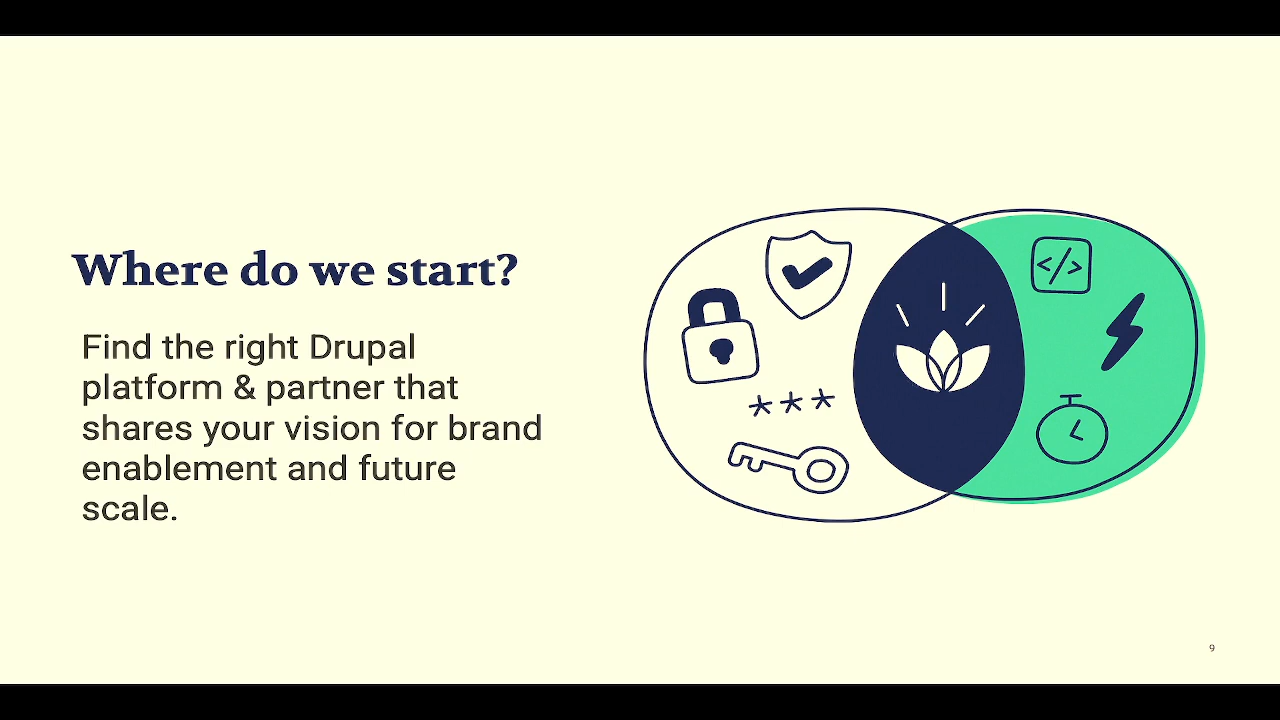 Where do we start?
Find the right Drupal
platform & partner that
shares your vision for brand
enablement and future
scale.
</>
***
9